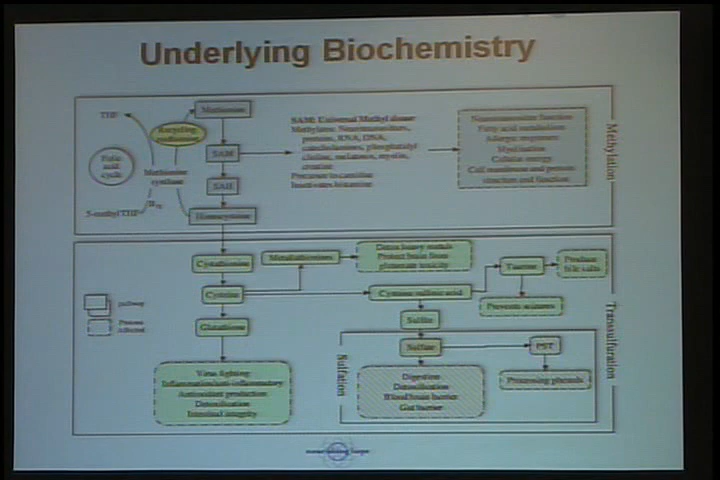 Underlying Biochemistry
THF
Methionine
Recycling
Folic
acid
cycle
Methionine
synthase
B12
5-methyl THF
SAM
SAH
Homocysteine
SAM: Universal Methyl donor
Methylates: Neurotransmitters,
proteins, RNA, DNA,
catecholamines, phosphatidyl
choline, melatonin, myelin,
creatine
Precursor to carnitine
Inactivates histamine
Neurotransmitter function
Fatty acid metabolism
Allergic responses
Myelination
Cellular energy
Cell membrane and protein
structure and function
Methylation
Cystathionine
Cysteine
Glutathione
Metallothionines
Detox heavy metals
Protect brain from
glutamate toxicity
Cysteine sulfinic acid
Taurine
Produce
bile salts
Prevents seizures
Sulfite
Sulfate
PST
Processing phenols
Digestion
Detoxification
Blood/brain barrier
Gut barrier
Virus fighting
Inflammation/anti-inflammatory
Antioxidant production
Detoxification
Intestinal integrity
pathway
Process
affected
Sulfation
Transsulfuration